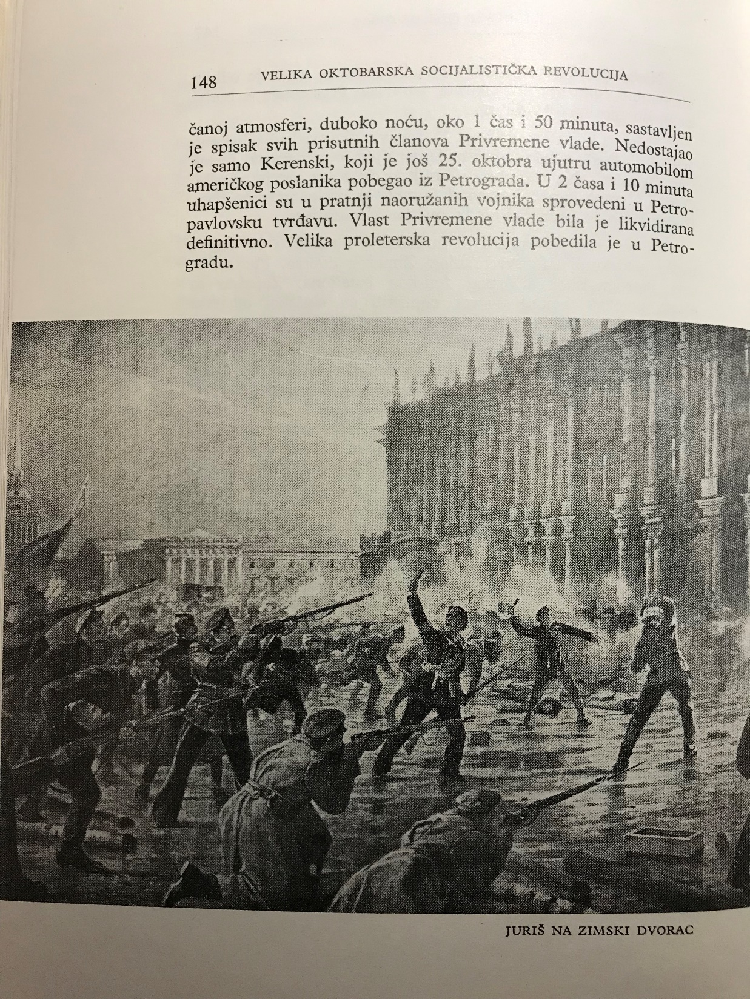 148 VELIKA OKTOBARSKA SOCIJALISTIČKA REVOLUCIJA
čanoj atmosferi, duboko noću, oko 1 čas i 50 minuta, sastavljen
je spisak svih prisutnih članova Privremene vlade. Nedostajao
je samo Kerenski, koji je još 25. oktobra ujutru automobilom
američkog poslanika pobegao iz Petrograda. U 2 časa i 10 minuta
uhapšenici su u pratnji naoružanih vojnika sprovedeni u Petro-
pavlovsku tvrđavu. Vlast Privremene vlade bila je likvidirana
definitivno. Velika proleterska revolucija pobedila je u Petro-
gradu.
JURIŠ NA ZIMSKI DVORAC